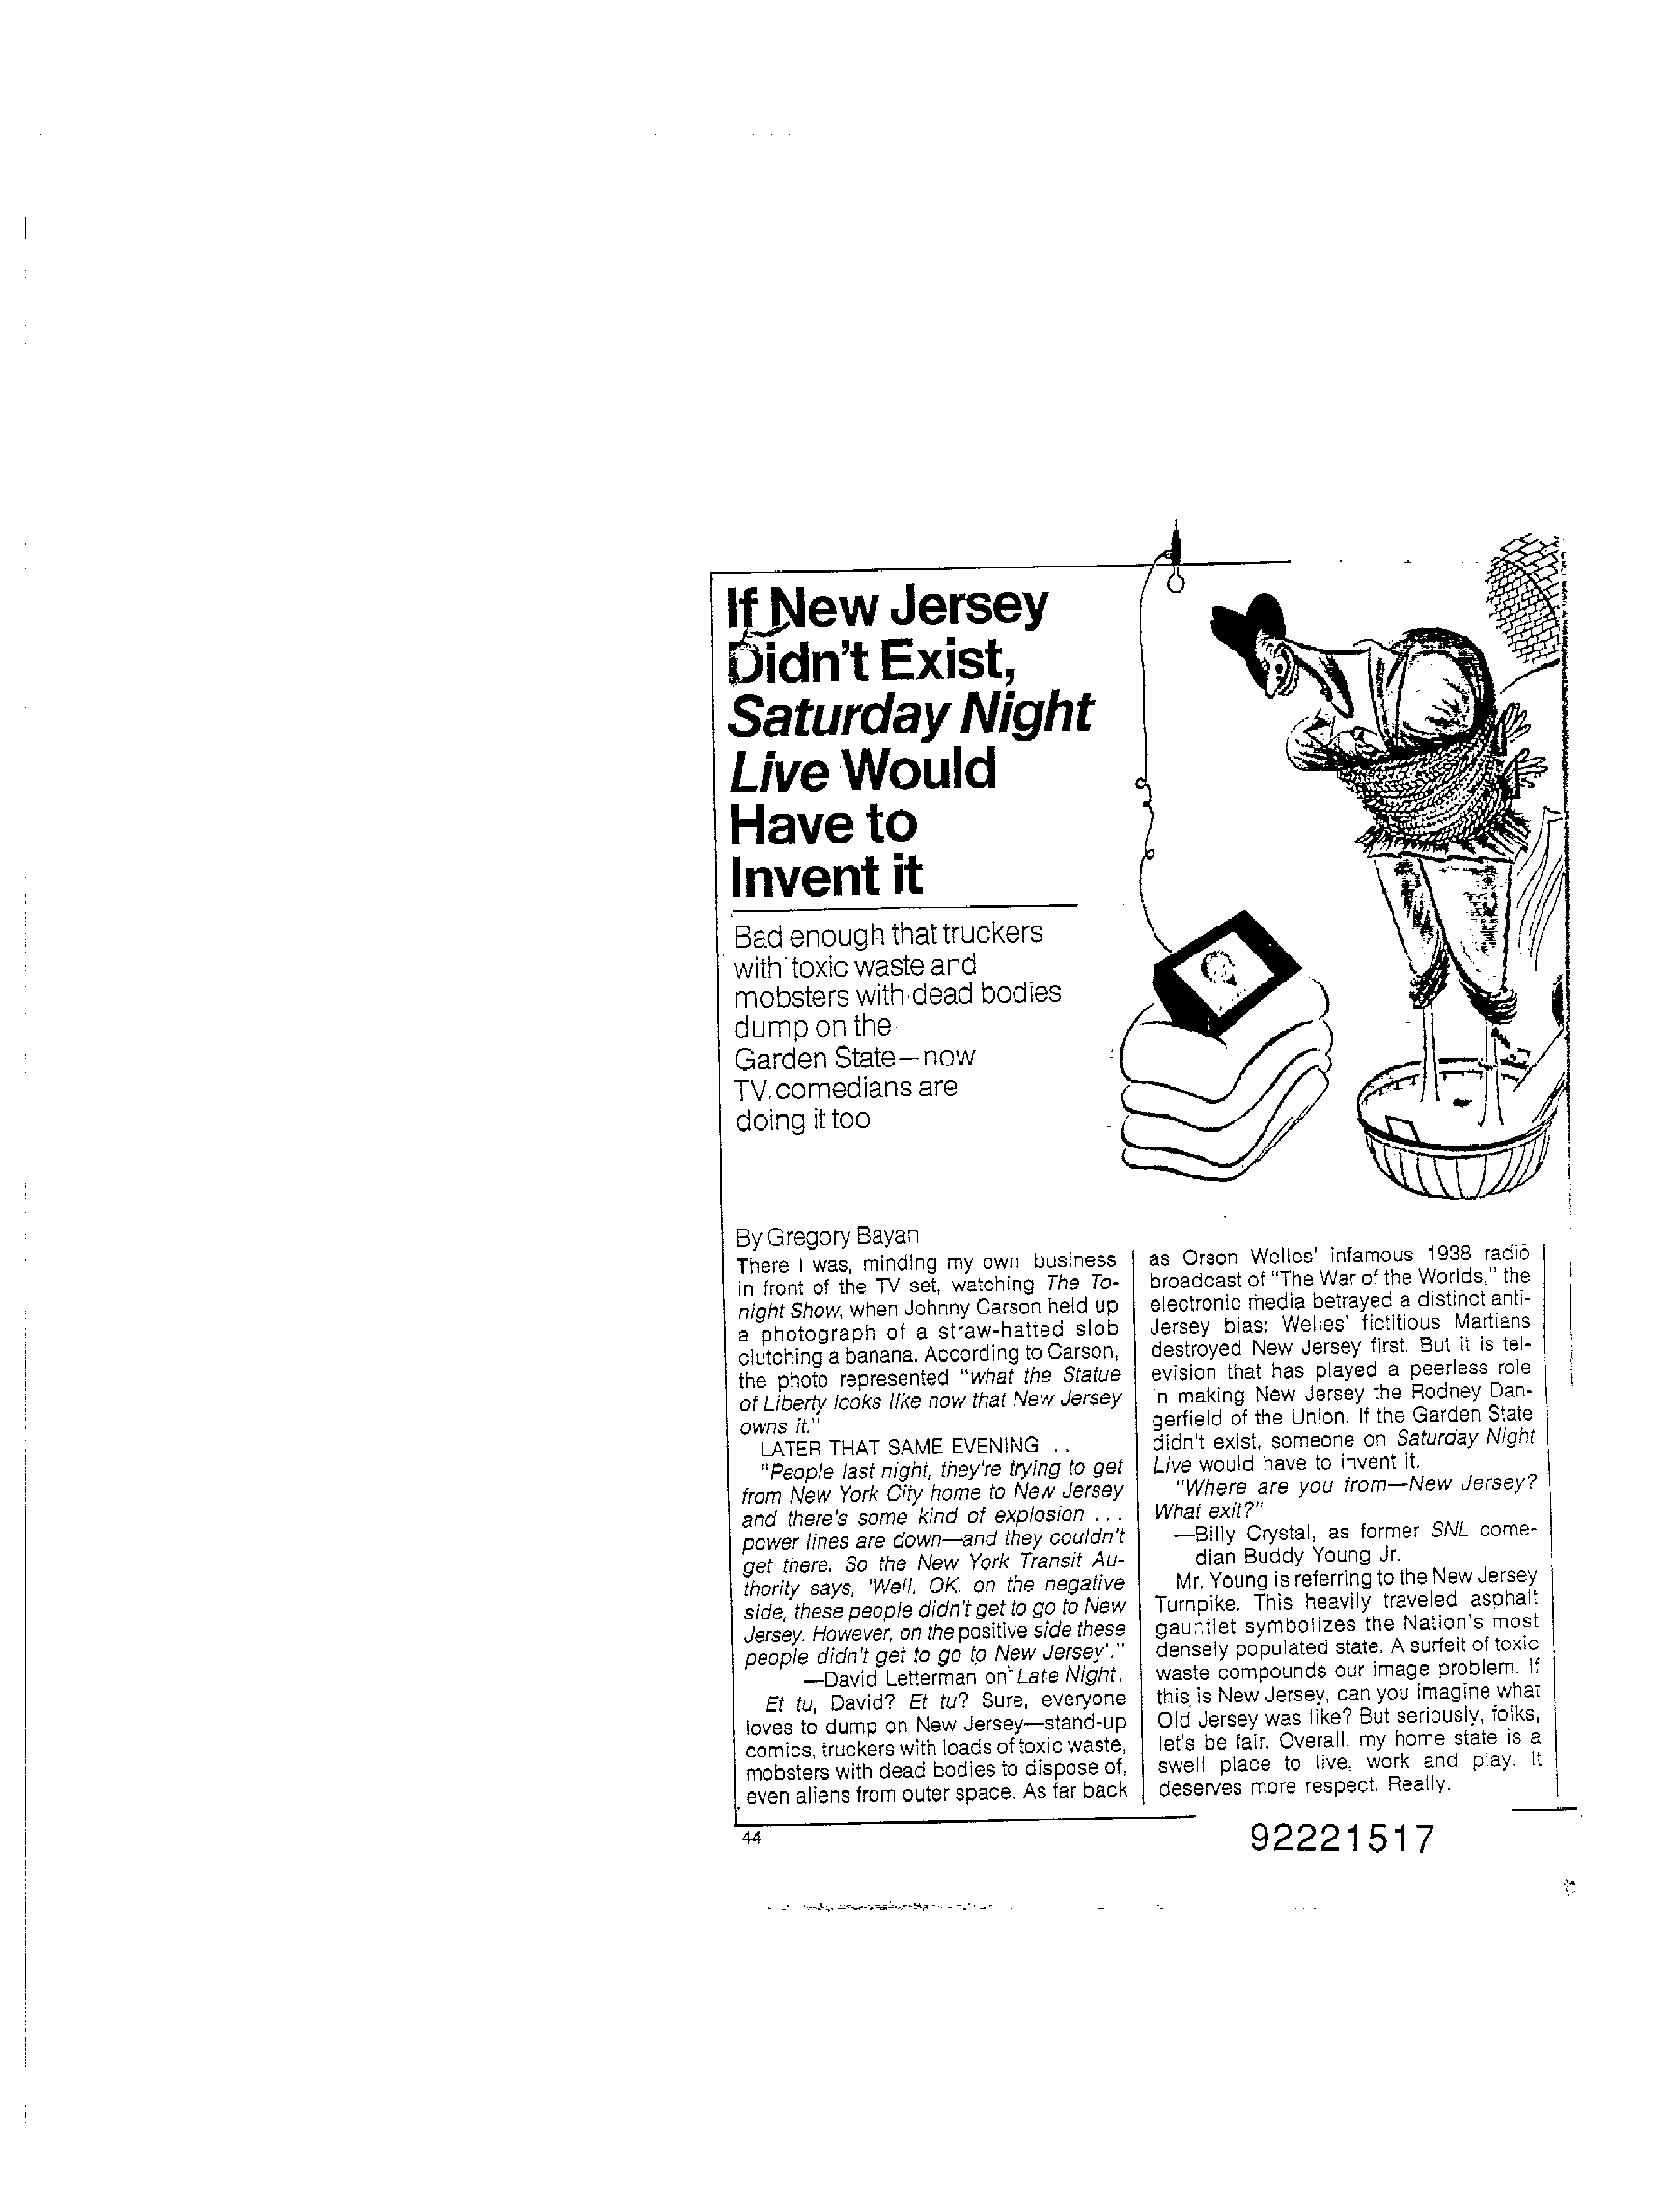 If New Jersey
Didn't Exist,
Saturday Night
Live Would
Have to
Invent it
Bad enough that truckers
with toxic waste and
mobsters with dead bodies
dump on the
Garden State—now
TV comedians are
doing it too
By Gregory Bayan
There I was, minding my own business
in front of the TV set, watching The To-
night Show, when Johnny Carson held up
a photograph of a straw-hatted slob
clutching a banana. According to Carson,
the photo represented "what the Statue
of Liberty looks like now that New Jersey
owns it."
LATER THAT SAME EVENING. . .
"People last night, they're trying to get
from New York City home to New Jersey
and there's some kind of explosion . . .
power lines are down—and they couldn't
get there. So the New York Transit Au-
thority says, 'Well, OK, on the negative
side, these people didn't get to go to New
Jersey. However, on the positive side these
people didn't get to go to New Jersey'."
—David Letterman on Late Night.
Et tu, David? Et tu? Sure, everyone
loves to dump on New Jersey—stand-up
comics, truckers with loads of toxic waste,
mobsters with dead bodies to dispose of,
even aliens from outer space. As far back
as Orson Welles' infamous 1938 radio
broadcast of "The War of the Worlds," the
electronic media betrayed a distinct anti-
Jersey bias: Welles' fictitious Martians
destroyed New Jersey first. But it is tel-
evision that has played a peerless role
in making New Jersey the Rodney Dan-
gerfield of the Union. If the Garden State
didn't exist, someone on Saturday Night
Live would have to invent it.
"Where are you from—New Jersey?
What exit?"
—Billy Crystal, as former SNL come-
dian Buddy Young Jr.
Mr. Young is referring to the New Jersey
Turnpike. This heavily traveled asphalt
gauntlet symbolizes the Nation's most
densely populated state. A surfeit of toxic
waste compounds our image problem. If
this is New Jersey, can you imagine what
Old Jersey was like? But seriously, folks,
let's be fair. Overall, my home state is a
swell place to live, work and play. It
deserves more respect. Really.
44
92221517